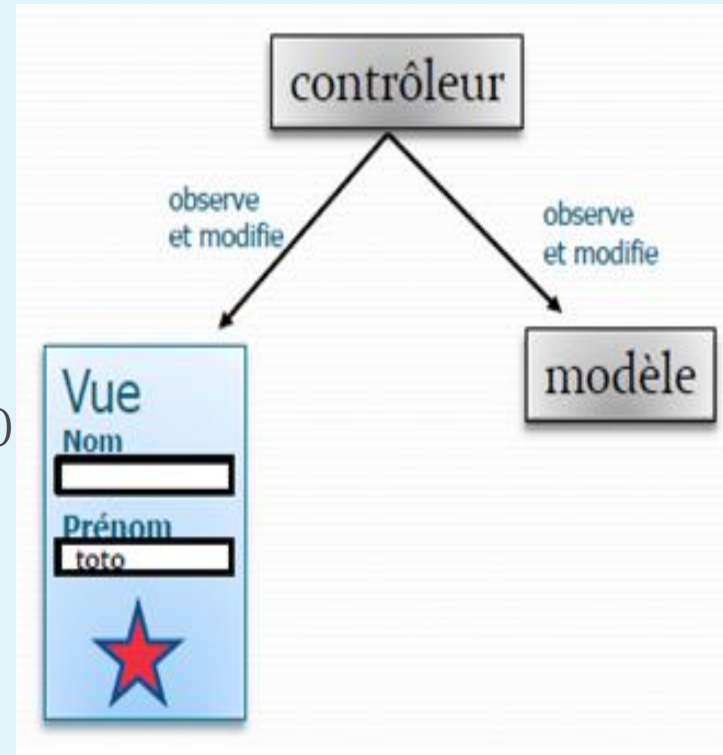 contrôleur
observe
et modifie
observe
et modifie
modèle
Vue
Nom
Prénom
toto
)